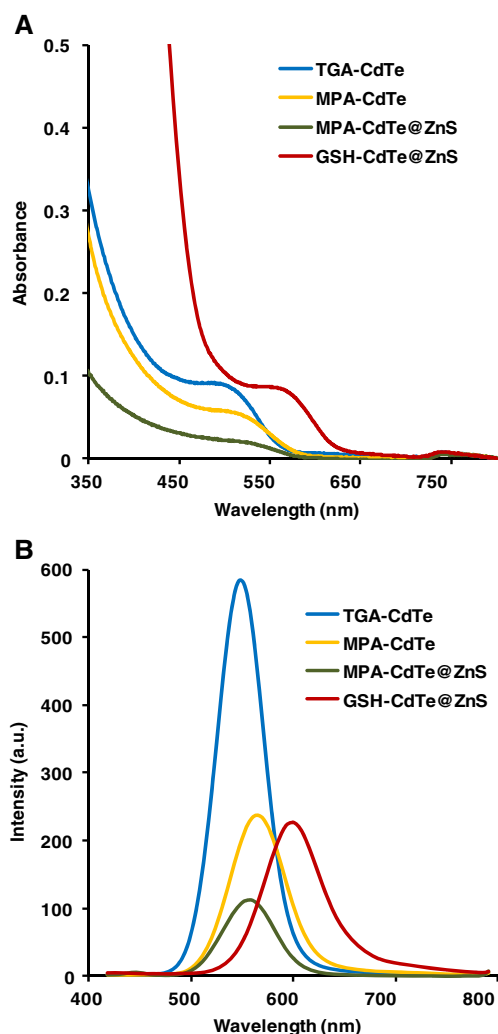 A
0.5
0.4
0.3
0.2
0.1
0
Absorbance
TGA-CdTe
MPA-CdTe
MPA-CdTe@ZnS
GSH-CdTe@ZnS
350 450 550 650 750
Wavelength (nm)
B
600
500
400
300
200
100
0
Intensity (a.u.)
TGA-CdTe
MPA-CdTe
MPA-CdTe@ZnS
GSH-CdTe@ZnS
400 500 600 700 800
Wavelength (nm)